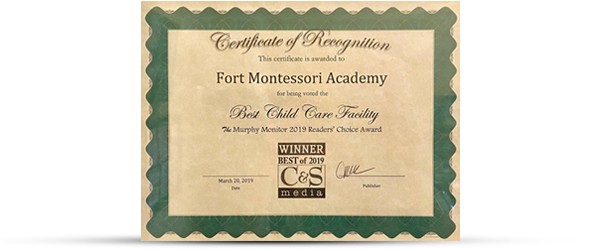 Certificate of Recognition
This certificate is awarded to
Fort Montessori Academy
for being voted the
Best Child Care Facility
The Murphy Monitor 2019 Readers' Choice Award
WINNER
BEST of 2019
C&S
media
March 20, 2019
Date
Publisher